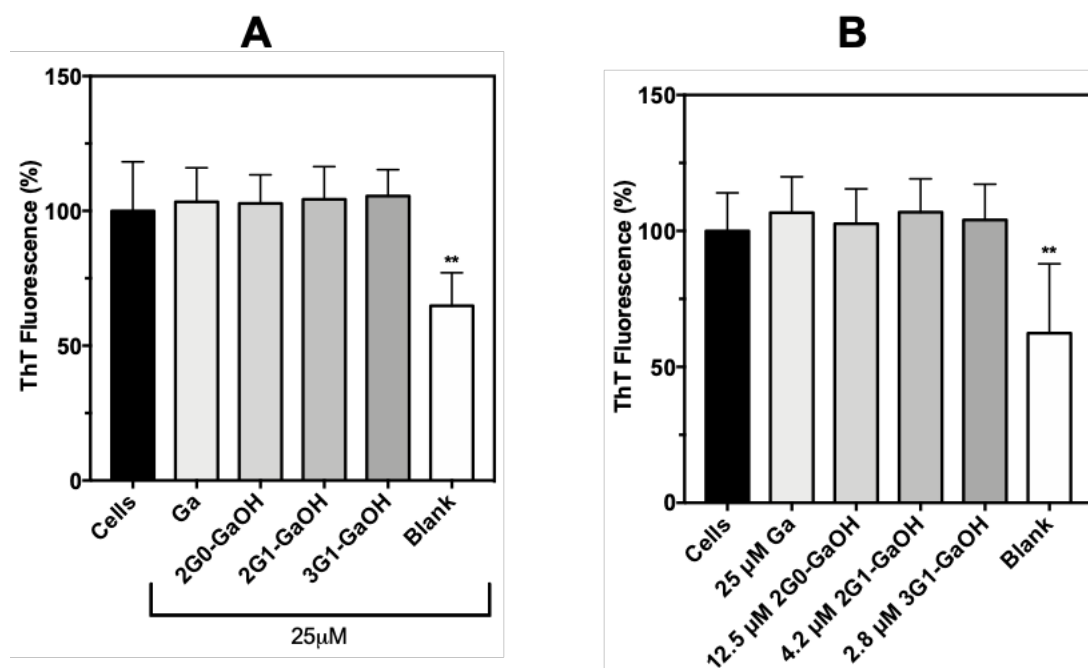 A
ThT Fluorescence (%)
150
100
50
0
**
Cells
Ga
2G0-GaOH
2G1-GaOH
3G1-GaOH
Blank
25μM
B
ThT Fluorescence (%)
150
100
50
0
**
Cells
25 μM Ga
12.5 μM 2G0-GaOH
4.2 μM 2G1-GaOH
2.8 μM 3G1-GaOH
Blank